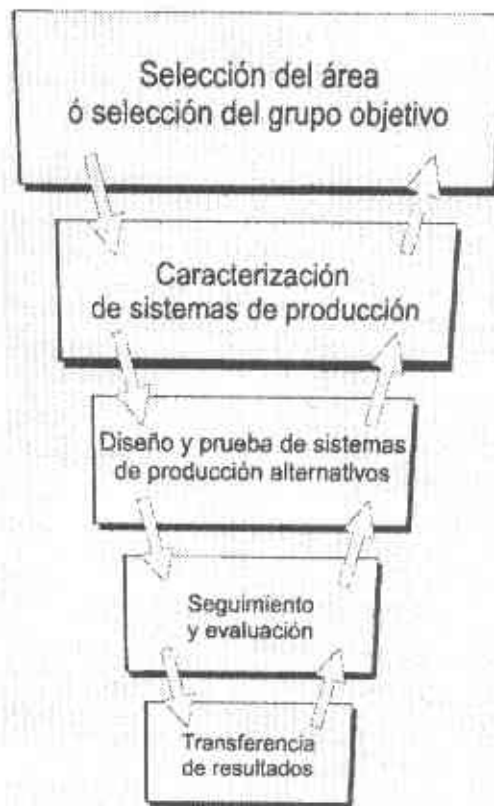 Selección del área
ó selección del grupo objetivo
Caracterización
de sistemas de producción
Diseño y prueba de sistemas
de producción alternativos
Seguimiento
y evaluación
Transferencia
de resultados